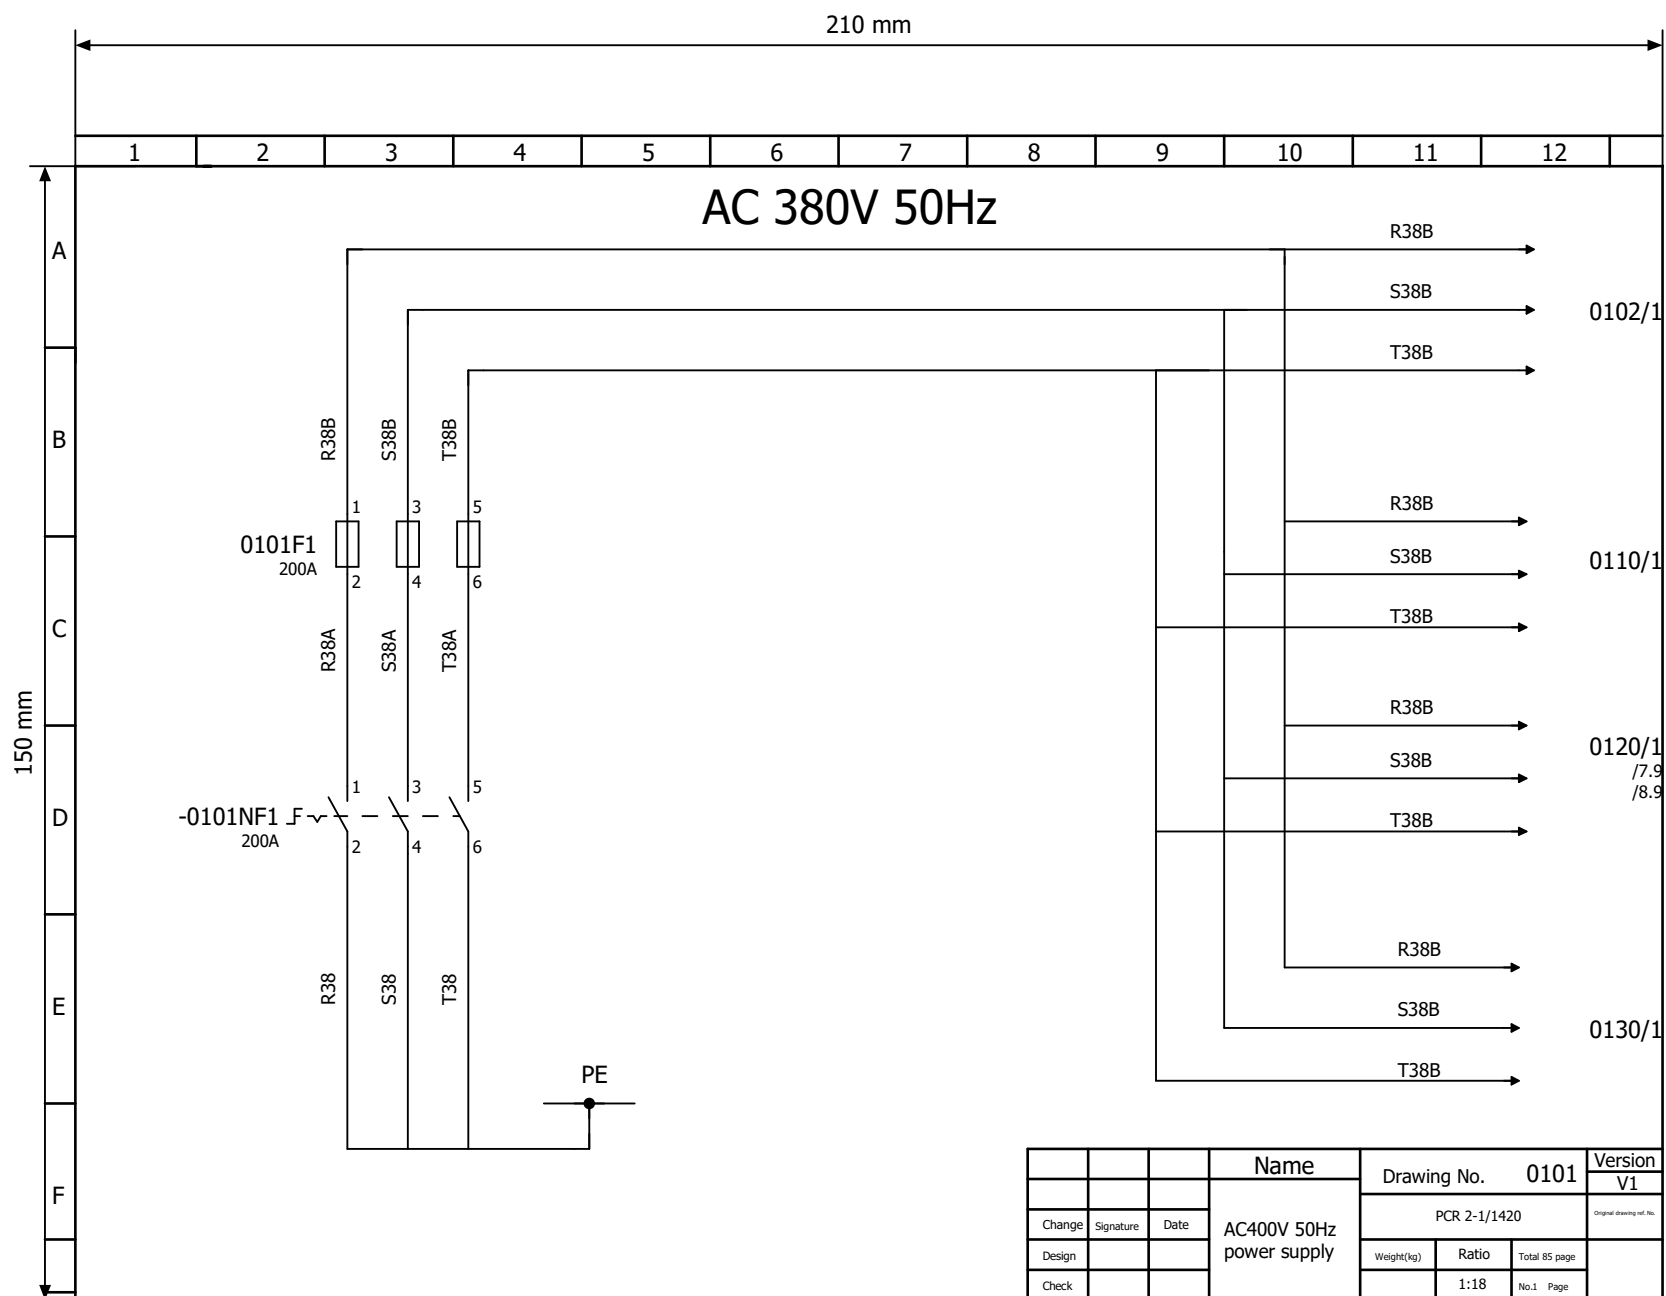 210 mm
1 2 3 4 5 6 7 8 9 10 11 12
AC 380V 50Hz
A
R38B
S38B
0102/1
T38B
B
R38B S38B T38B
1 3 5
R38B
0101F1
200A
2 4 6
S38B
0110/1
C
T38B
R38A S38A T38A
150 mm
R38B
0120/1
/7.9
/8.9
S38B
1 3 5
D
-0101NF1
200A
2 4 6
T38B
R38B
R38 S38 T38
E
S38B
0130/1
PE
T38B
F
Name
Drawing No. 0101
Version
V1
PCR 2-1/1420
Original drawing ref. No.
Change Signature Date
AC400V 50Hz
power supply
Design
Weight(kg) Ratio Total 85 page
Check
1:18 No.1 Page